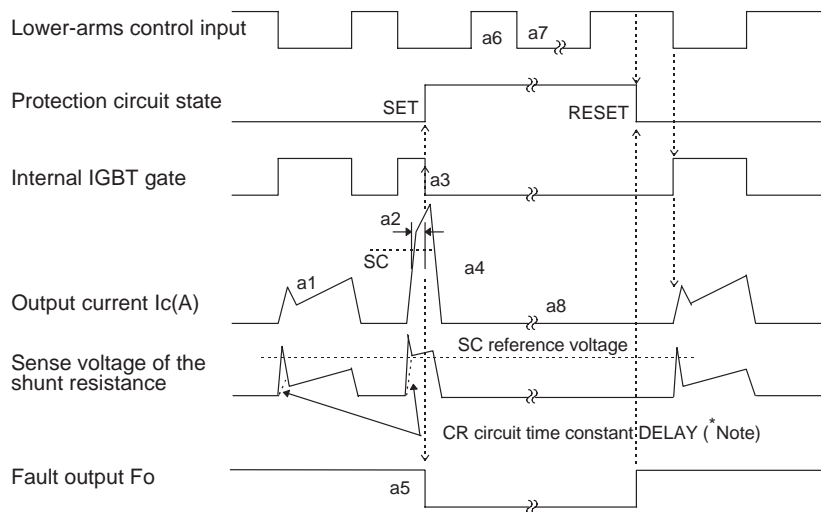 Lower-arms control input
a6
a7
Protection circuit state
SET
RESET
Internal IGBT gate
a3
a2
SC
a4
a1
Output current Ic(A)
a8
SC reference voltage
Sense voltage of the
shunt resistance
CR circuit time constant DELAY (*Note)
Fault output Fo
a5